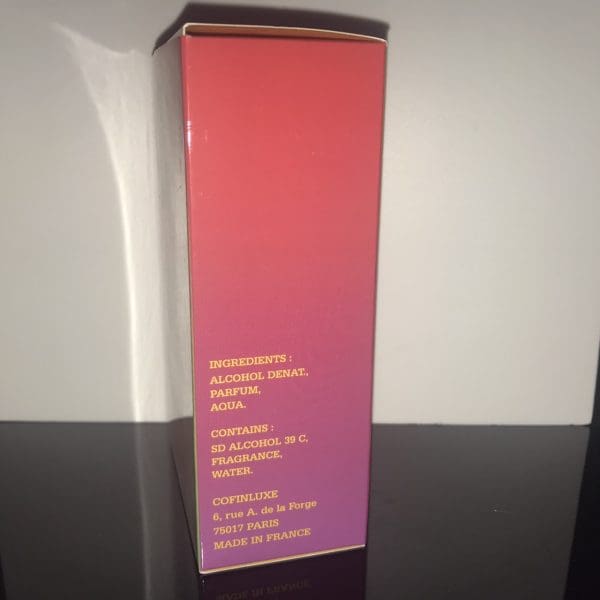 INGREDIENTS :
ALCOHOL DENAT.,
PARFUM,
AQUA.
CONTAINS :
SD ALCOHOL 39 C,
FRAGRANCE,
WATER.
COFINLUXE
6, rue A. de la Forge
75017 PARIS
MADE IN FRANCE